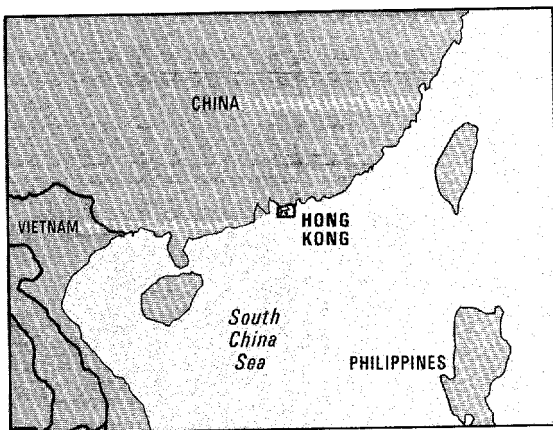 CHINA
VIETNAM
HONG
KONG
South
China
Sea
PHILIPPINES